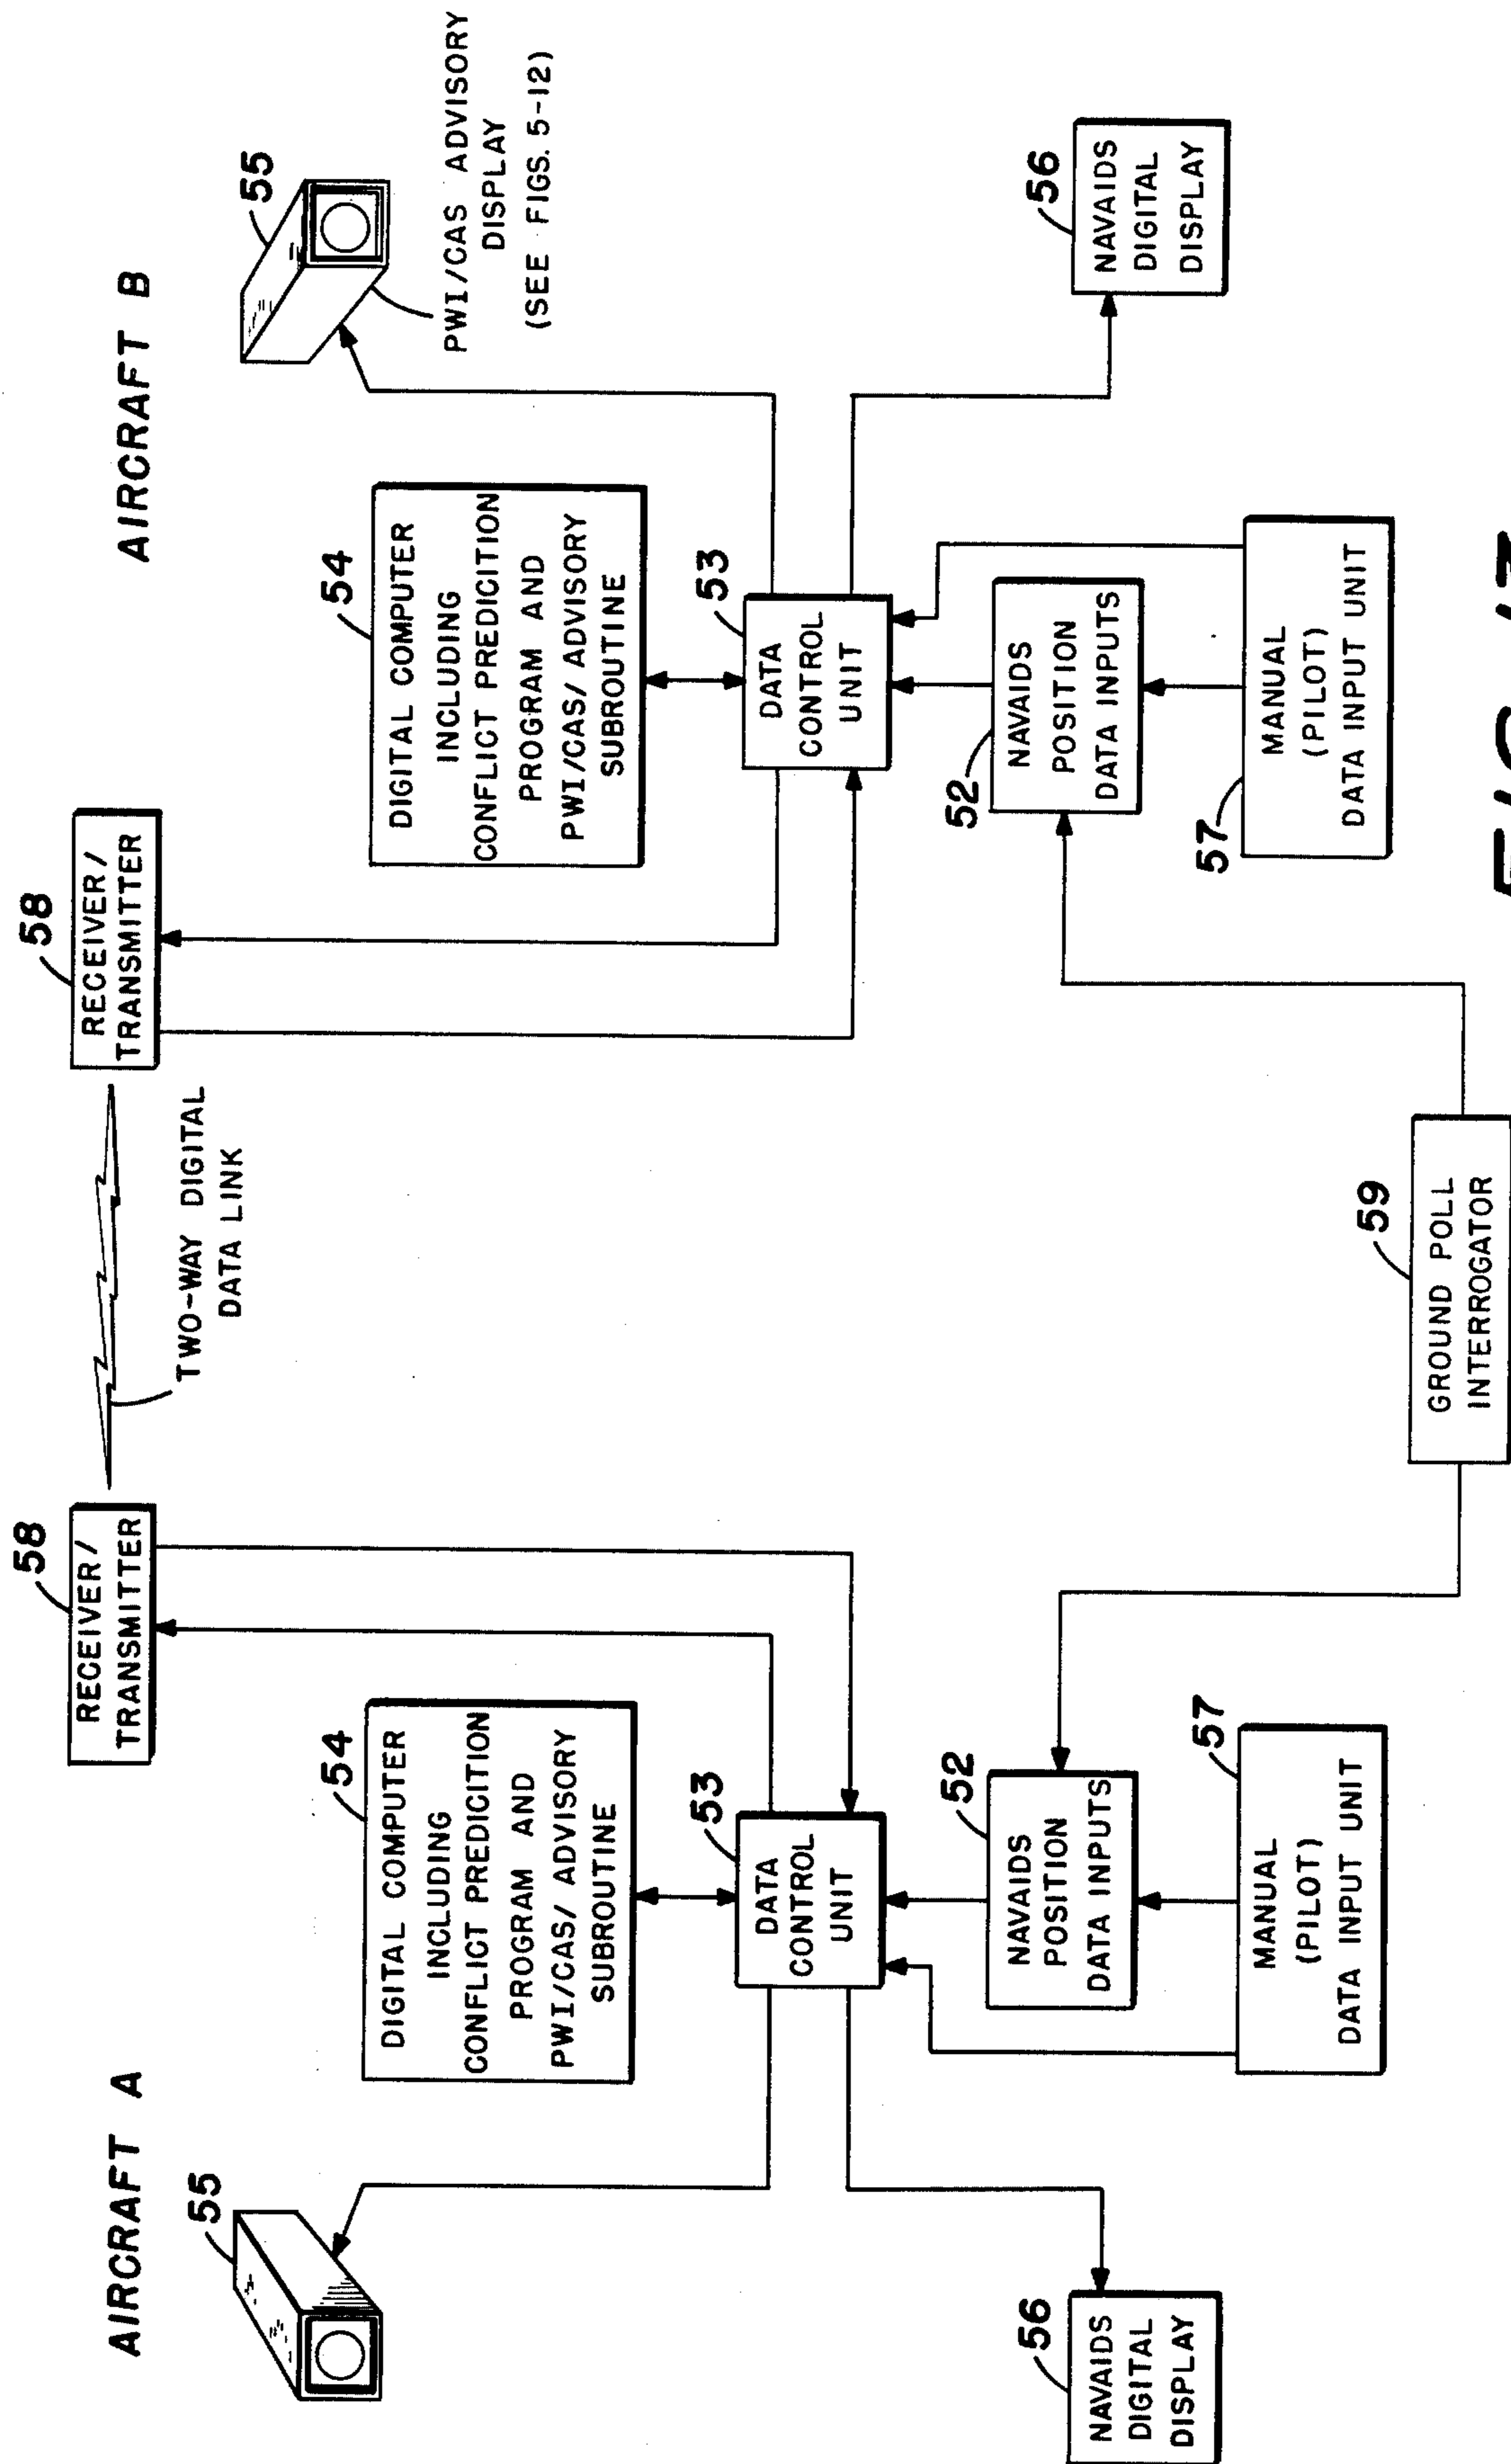 AIRCRAFT A
AIRCRAFT B
58
RECEIVER/
TRANSMITTER
TWO-WAY DIGITAL
DATA LINK
58
RECEIVER/
TRANSMITTER
55
55
PWI/CAS ADVISORY
DISPLAY
(SEE FIGS. 5-12)
54
DIGITAL COMPUTER
INCLUDING
CONFLICT PREDICITION
PROGRAM AND
PWI/CAS/ ADVISORY
SUBROUTINE
54
DIGITAL COMPUTER
INCLUDING
CONFLICT PREDICITION
PROGRAM AND
PWI/CAS/ ADVISORY
SUBROUTINE
53
DATA
CONTROL
UNIT
53
DATA
CONTROL
UNIT
56
NAVAIDS
DIGITAL
DISPLAY
52
NAVAIDS
POSITION
DATA INPUTS
52
NAVAIDS
POSITION
DATA INPUTS
56
NAVAIDS
DIGITAL
DISPLAY
57
MANUAL
(PILOT)
DATA INPUT UNIT
57
MANUAL
(PILOT)
DATA INPUT UNIT
59
GROUND POLL
INTERROGATOR